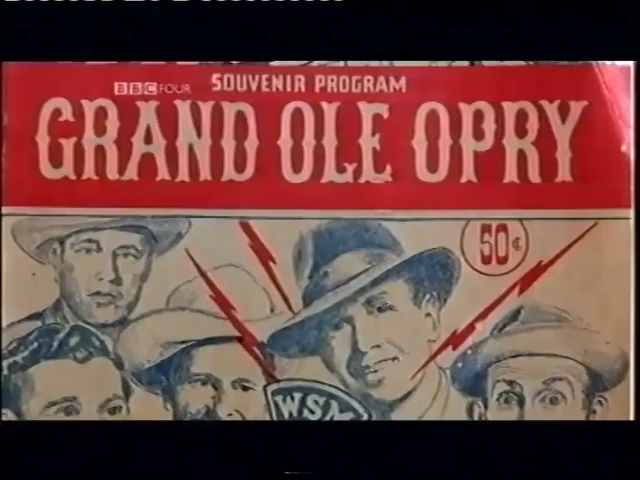 BBC FOUR
SOUVENIR PROGRAM
GRAND OLE OPRY
50¢
WSM